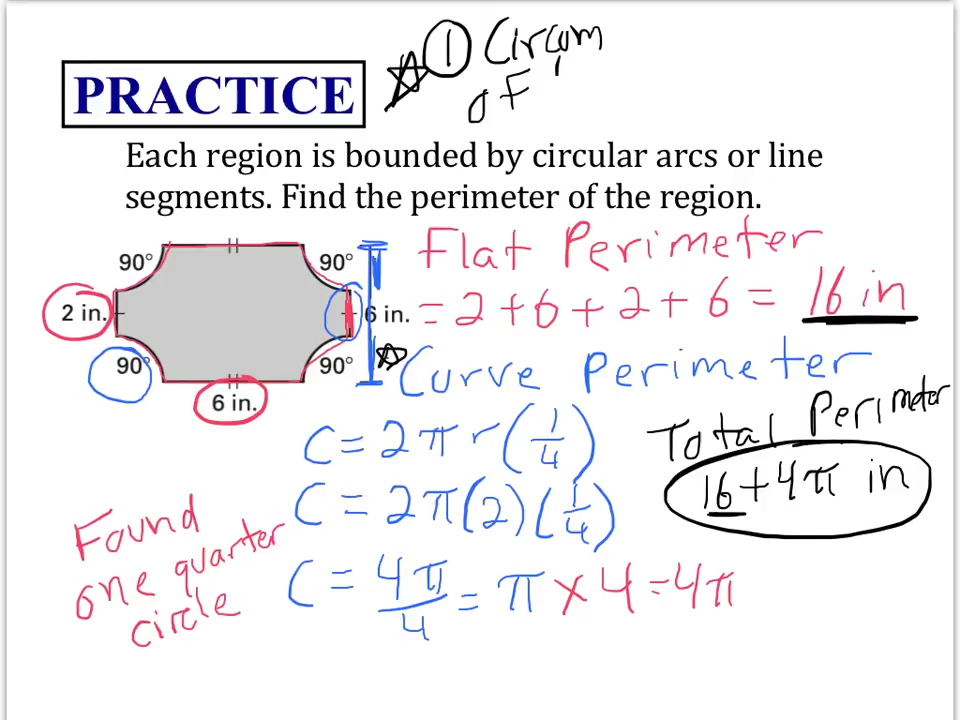 ① Circum
of
PRACTICE
Each region is bounded by circular arcs or line
segments. Find the perimeter of the region.
90°
90°
2 in.
6 in.
90°
90°
6 in.
Flat Perimeter
= 2 + 6 + 2 + 6 = 16 in
Curve Perimeter
C = 2πr(1/4)
C = 2π(2)(1/4)
C = 4π/4 = π × 4 = 4π
Found
one quarter
circle
Total Perimeter
16 + 4π in